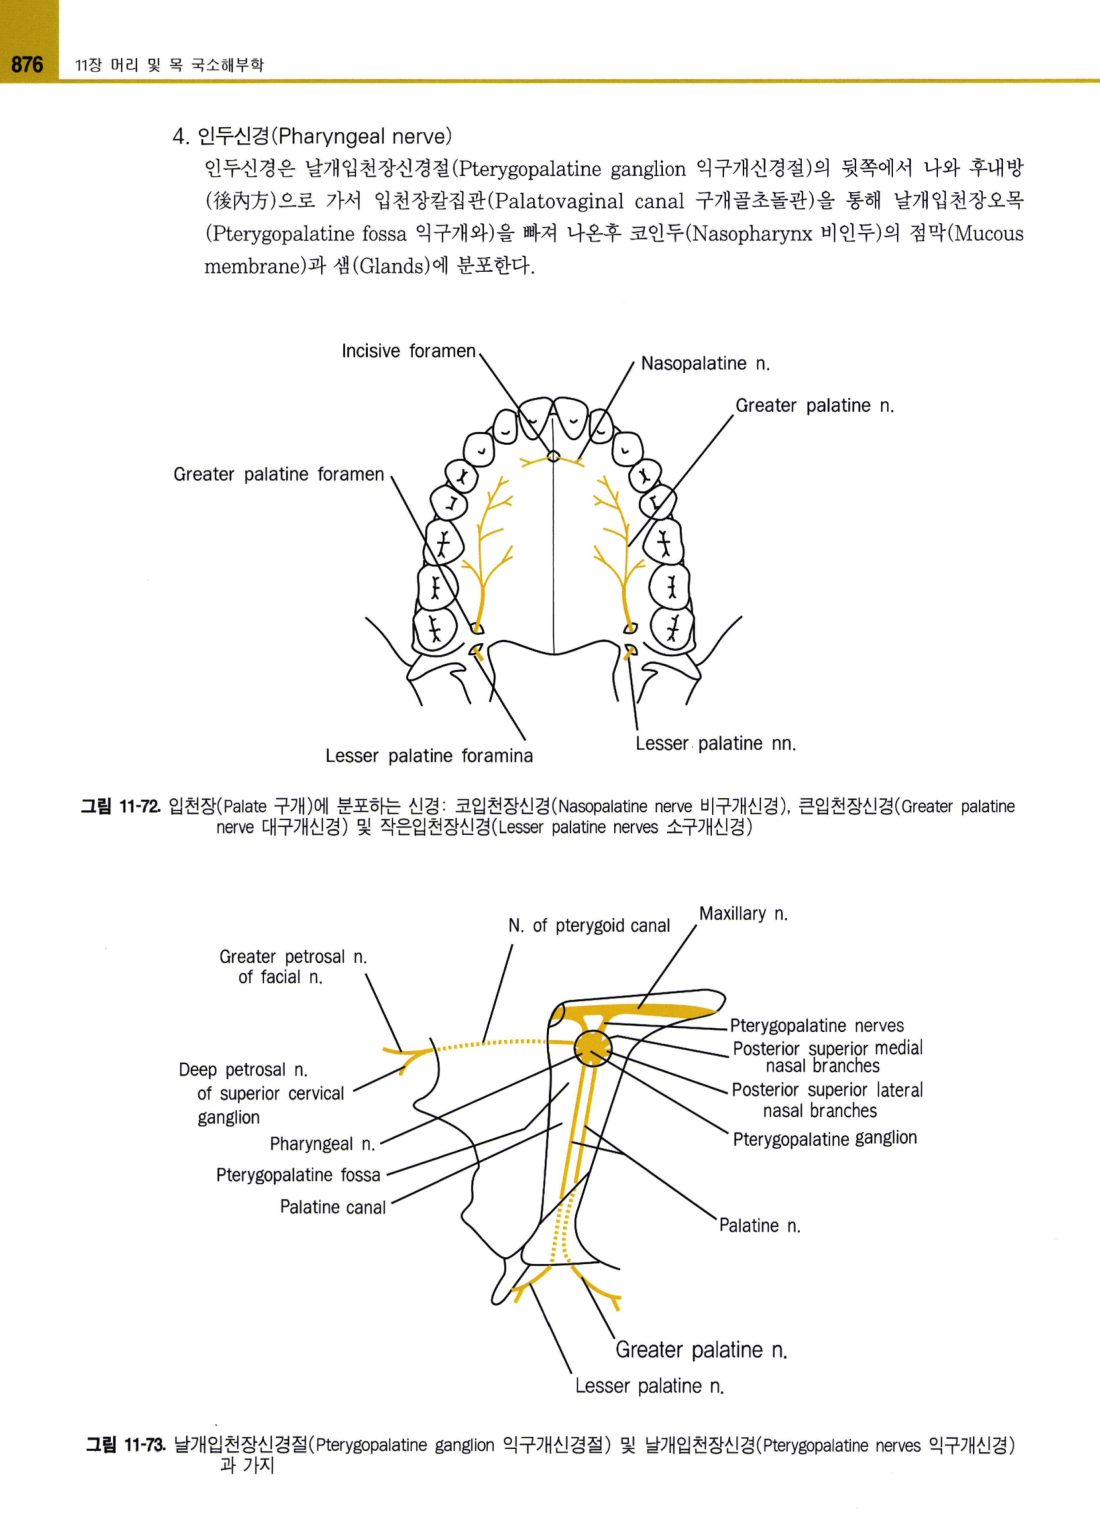 876
11장 머리 및 목 국소해부학
4. 인두신경(Pharyngeal nerve)
인두신경은 날개입천장신경절(Pterygopalatine ganglion 익구개신경절)의 뒷쪽에서 나와 후내방
(後內方)으로 가서 입천장칼집관(Palatovaginal canal 구개골초돌관)을 통해 날개입천장오목
(Pterygopalatine fossa 익구개와)을 빠져 나온후 코인두(Nasopharynx 비인두)의 점막(Mucous
membrane)과 샘(Glands)에 분포한다.
Incisive foramen
Nasopalatine n.
Greater palatine n.
Greater palatine foramen
Lesser palatine nn.
Lesser palatine foramina
그림 11-72. 입천장(Palate 구개)에 분포하는 신경: 코입천장신경(Nasopalatine nerve 비구개신경), 큰입천장신경(Greater palatine
nerve 대구개신경) 및 작은입천장신경(Lesser palatine nerves 소구개신경)
Maxillary n.
N. of pterygoid canal
Greater petrosal n.
of facial n.
Pterygopalatine nerves
Posterior superior medial
nasal branches
Deep petrosal n.
of superior cervical
ganglion
Posterior superior lateral
nasal branches
Pharyngeal n.
Pterygopalatine ganglion
Pterygopalatine fossa
Palatine canal
Palatine n.
Greater palatine n.
Lesser palatine n.
그림 11-73. 날개입천장신경절(Pterygopalatine ganglion 익구개신경절) 및 날개입천장신경(Pterygopalatine nerves 익구개신경)
과 가지